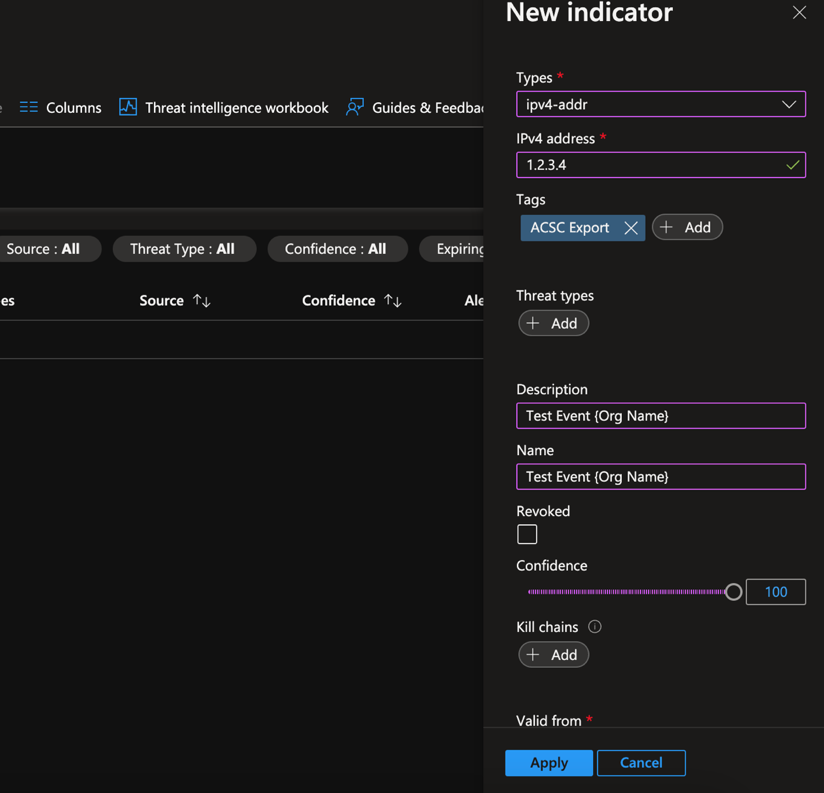 New indicator
Columns
Threat intelligence workbook
Guides & Feedba
Source : All
Threat Type : All
Confidence : All
Expiring
es
Source
Confidence
Ale
Types *
ipv4-addr
IPv4 address *
1.2.3.4
Tags
ACSC Export
Add
Threat types
Add
Description
Test Event {Org Name}
Name
Test Event {Org Name}
Revoked
Confidence
100
Kill chains
Add
Valid from *
Apply
Cancel